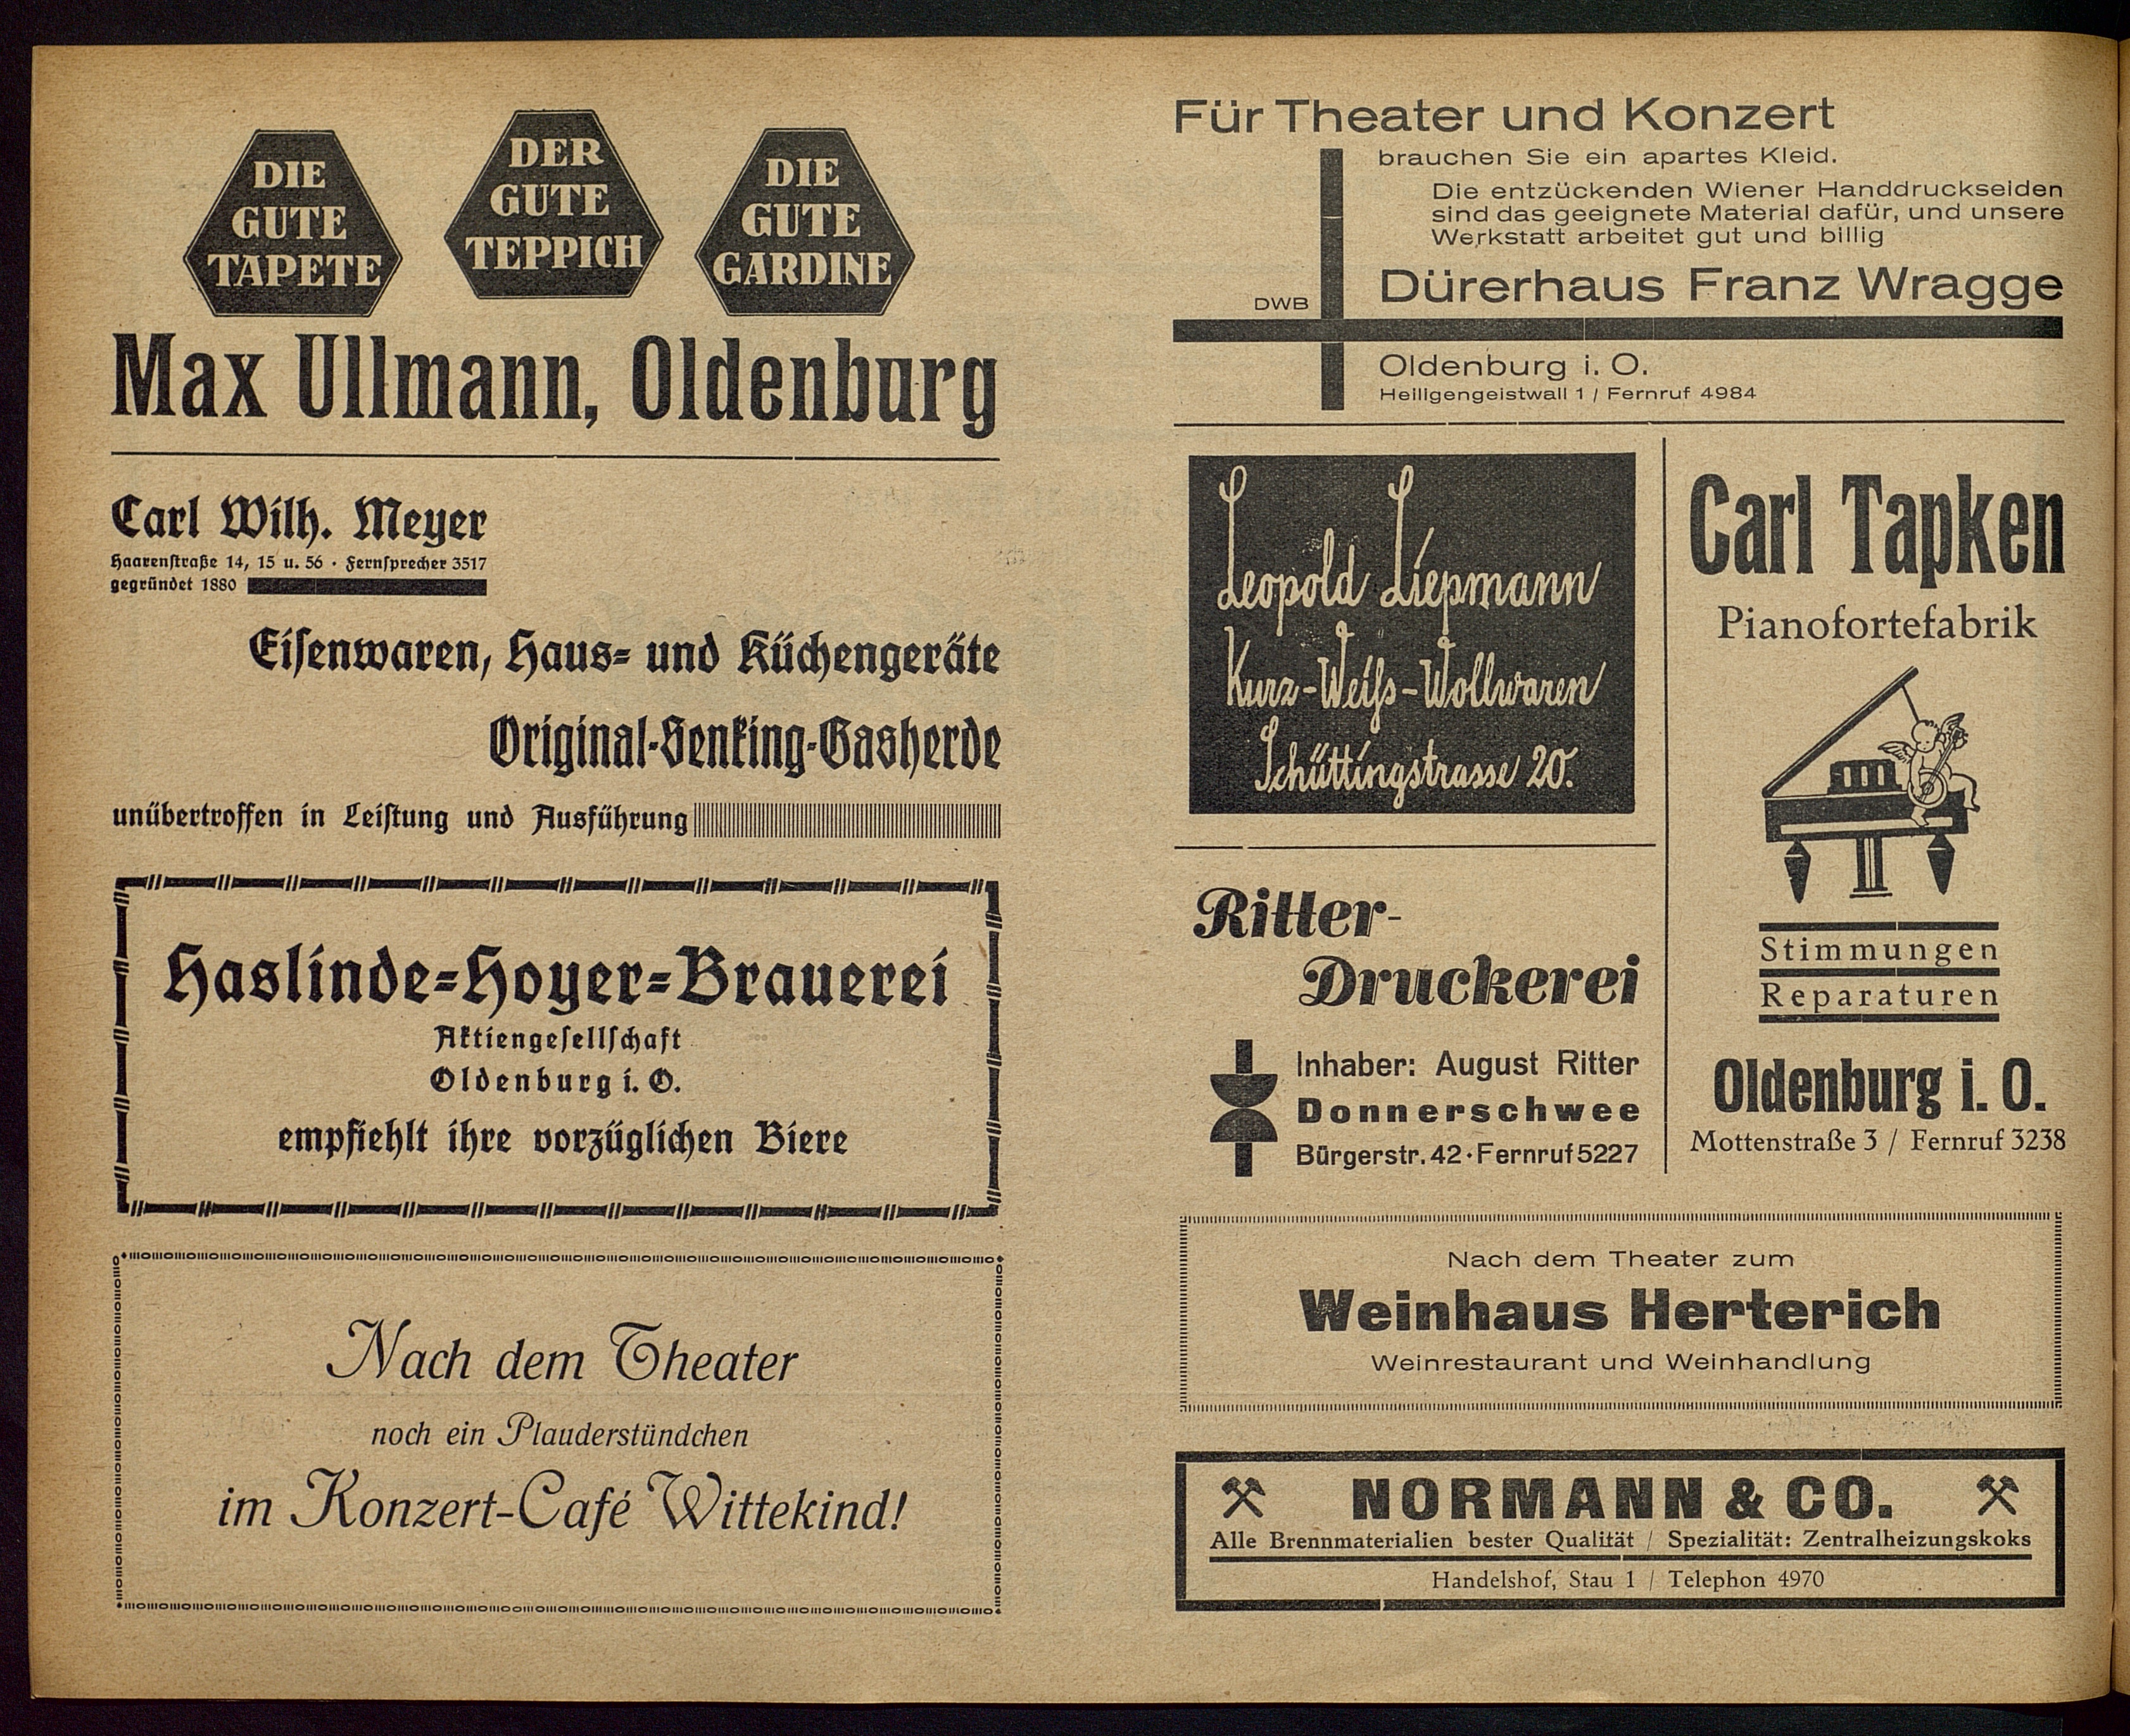 DIE
GUTE
TAPETE
DER
GUTE
TEPPICH
DIE
GUTE
GARDINE
Max Ullmann, Oldenburg
Carl Wilh. Meyer
Haarenſtraße 14, 15 u. 56 · Fernſprecher 3517
gegründet 1880
Eiſenwaren, Haus- und Küchengeräte
Original-Senking-Gasherde
unübertroffen in Leiſtung und Ausführung
Haslinde-Hoyer-Brauerei
Aktiengeſellſchaft
Oldenburg i. O.
empfiehlt ihre vorzüglichen Biere
Nach dem Theater
noch ein Plauderstündchen
im Konzert-Café Wittekind!
Für Theater und Konzert
brauchen Sie ein apartes Kleid.
Die entzückenden Wiener Handdruckseiden
sind das geeignete Material dafür, und unsere
Werkstatt arbeitet gut und billig
DWB
Dürerhaus Franz Wragge
Oldenburg i. O.
Heiligengeistwall 1 / Fernruf 4984
Leopold Liepmann
Kurz-Weiß-Wollwaren
Schüttingstrasse 20.
Ritter-
Druckerei
Inhaber: August Ritter
Donnerschwee
Bürgerstr. 42 · Fernruf 5227
Carl Tapken
Pianofortefabrik
Stimmungen
Reparaturen
Oldenburg i. O.
Mottenstraße 3 / Fernruf 3238
Nach dem Theater zum
Weinhaus Herterich
Weinrestaurant und Weinhandlung
NORMANN & CO.
Alle Brennmaterialien bester Qualität / Spezialität: Zentralheizungskoks
Handelshof, Stau 1 / Telephon 4970